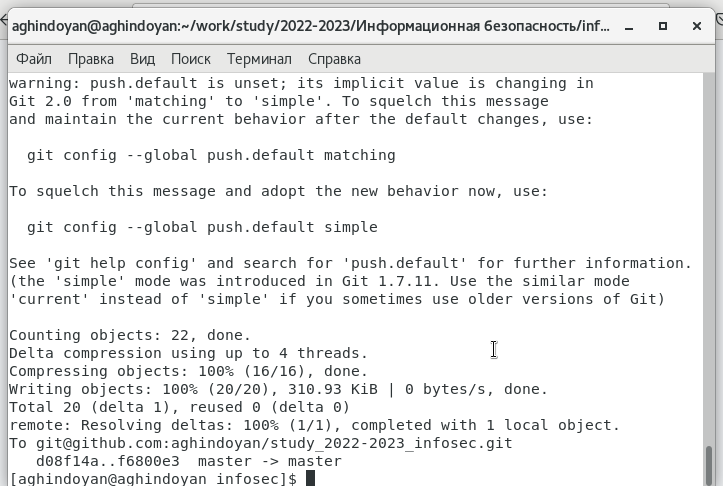 aghindoyan@aghindoyan:~/work/study/2022-2023/Информационная безопасность/inf...
Файл Правка Вид Поиск Терминал Справка
warning: push.default is unset; its implicit value is changing in
Git 2.0 from 'matching' to 'simple'. To squelch this message
and maintain the current behavior after the default changes, use:
git config --global push.default matching
To squelch this message and adopt the new behavior now, use:
git config --global push.default simple
See 'git help config' and search for 'push.default' for further information.
(the 'simple' mode was introduced in Git 1.7.11. Use the similar mode
'current' instead of 'simple' if you sometimes use older versions of Git)
Counting objects: 22, done.
Delta compression using up to 4 threads.
Compressing objects: 100% (16/16), done.
Writing objects: 100% (20/20), 310.93 KiB | 0 bytes/s, done.
Total 20 (delta 1), reused 0 (delta 0)
remote: Resolving deltas: 100% (1/1), completed with 1 local object.
To git@github.com:aghindoyan/study_2022-2023_infosec.git
d08f14a..f6800e3  master -> master
[aghindoyan@aghindoyan infosec]$